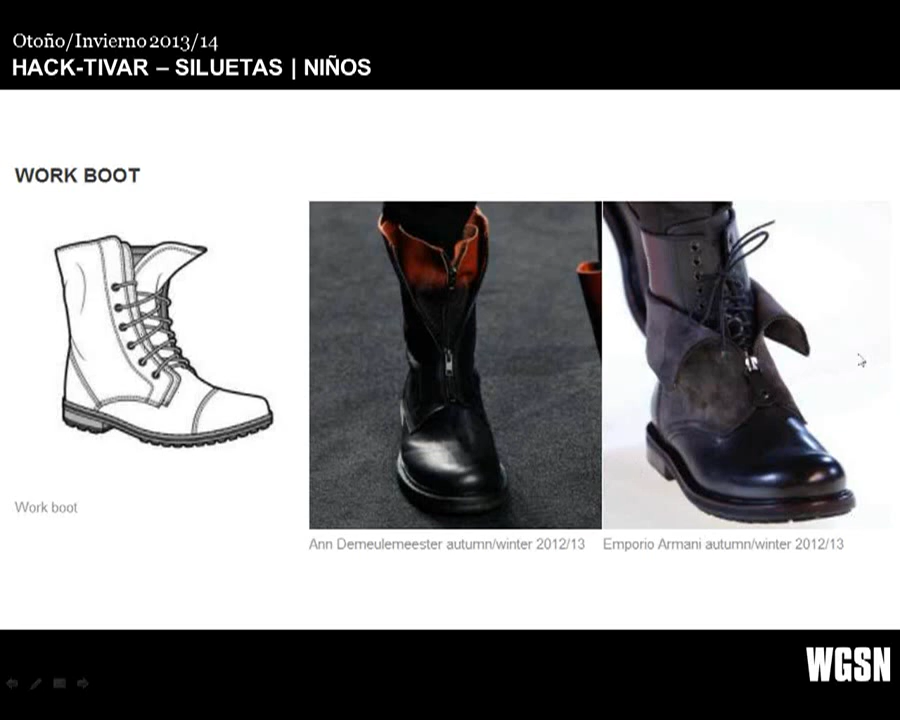 Otoño/Invierno 2013/14
HACK-TIVAR – SILUETAS | NIÑOS
WORK BOOT
Work boot
Ann Demeulemeester autumn/winter 2012/13
Emporio Armani autumn/winter 2012/13
WGSN